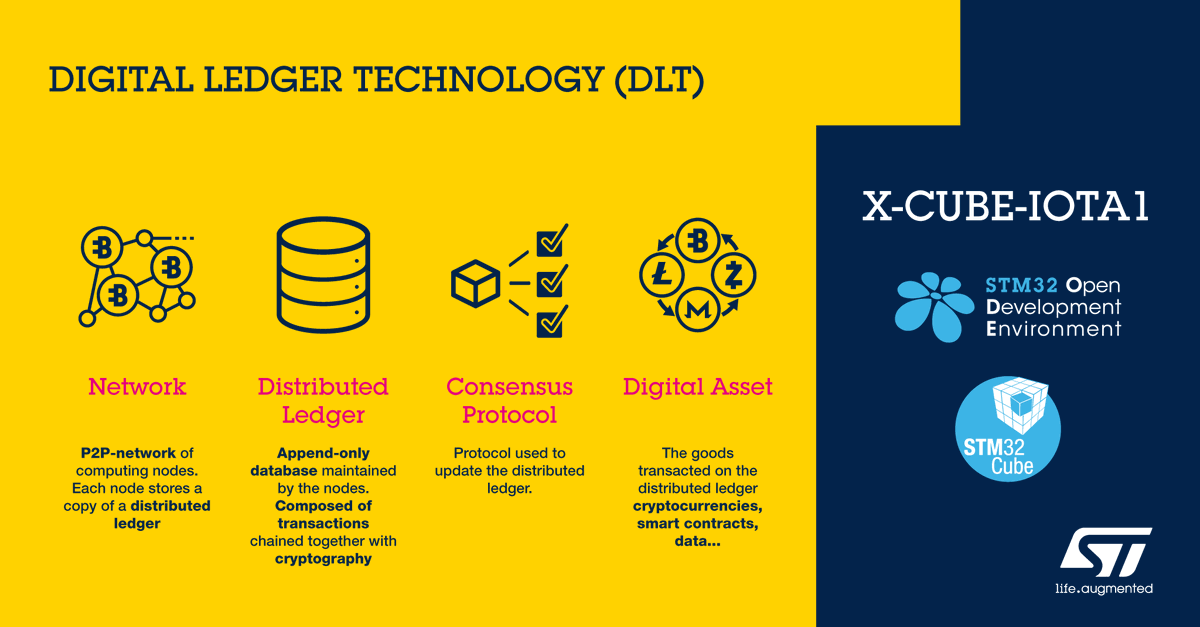 DIGITAL LEDGER TECHNOLOGY (DLT)
Network
P2P-network of
computing nodes.
Each node stores a
copy of a distributed
ledger
Distributed
Ledger
Append-only
database maintained
by the nodes.
Composed of
transactions
chained together with
cryptography
Consensus
Protocol
Protocol used to
update the distributed
ledger.
Digital Asset
The goods
transacted on the
distributed ledger
cryptocurrencies,
smart contracts,
data...
X-CUBE-IOTA1
STM32 Open
Development
Environment
STM32
Cube
ST
life.augmented